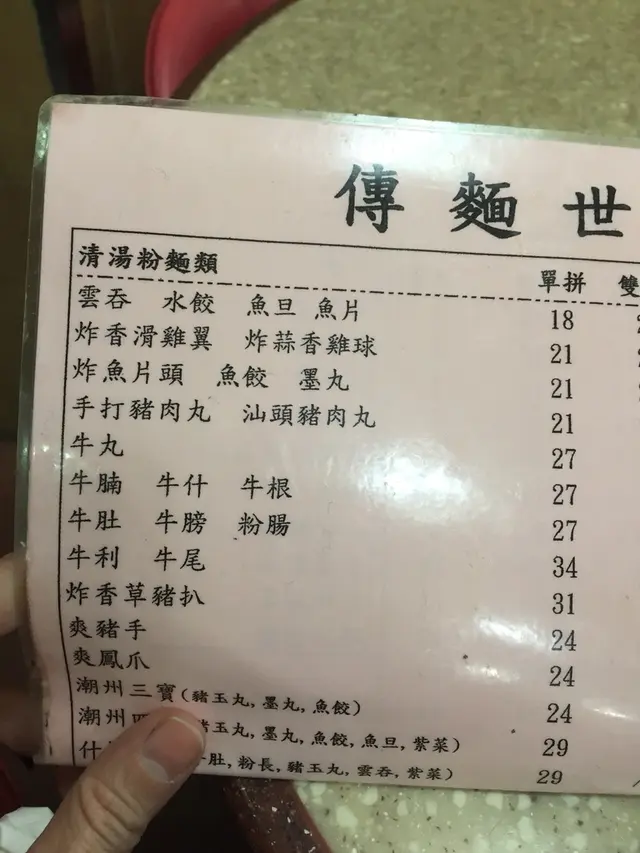 傳麵世
清湯粉麵類 單拼 雙
雲吞 水餃 魚旦 魚片 18
炸香滑雞翼 炸蒜香雞球 21
炸魚片頭 魚餃 墨丸 21
手打豬肉丸 汕頭豬肉丸 21
牛丸 27
牛腩 牛什 牛根 27
牛肚 牛膀 粉腸 27
牛利 牛尾 34
炸香草豬扒 31
爽豬手 24
爽鳳爪 24
潮州三寶(豬玉丸,墨丸,魚餃) 24
潮州四 豬玉丸,墨丸,魚餃,魚旦,紫菜) 29
什 牛肚,粉長,豬玉丸,雲吞,紫菜) 29